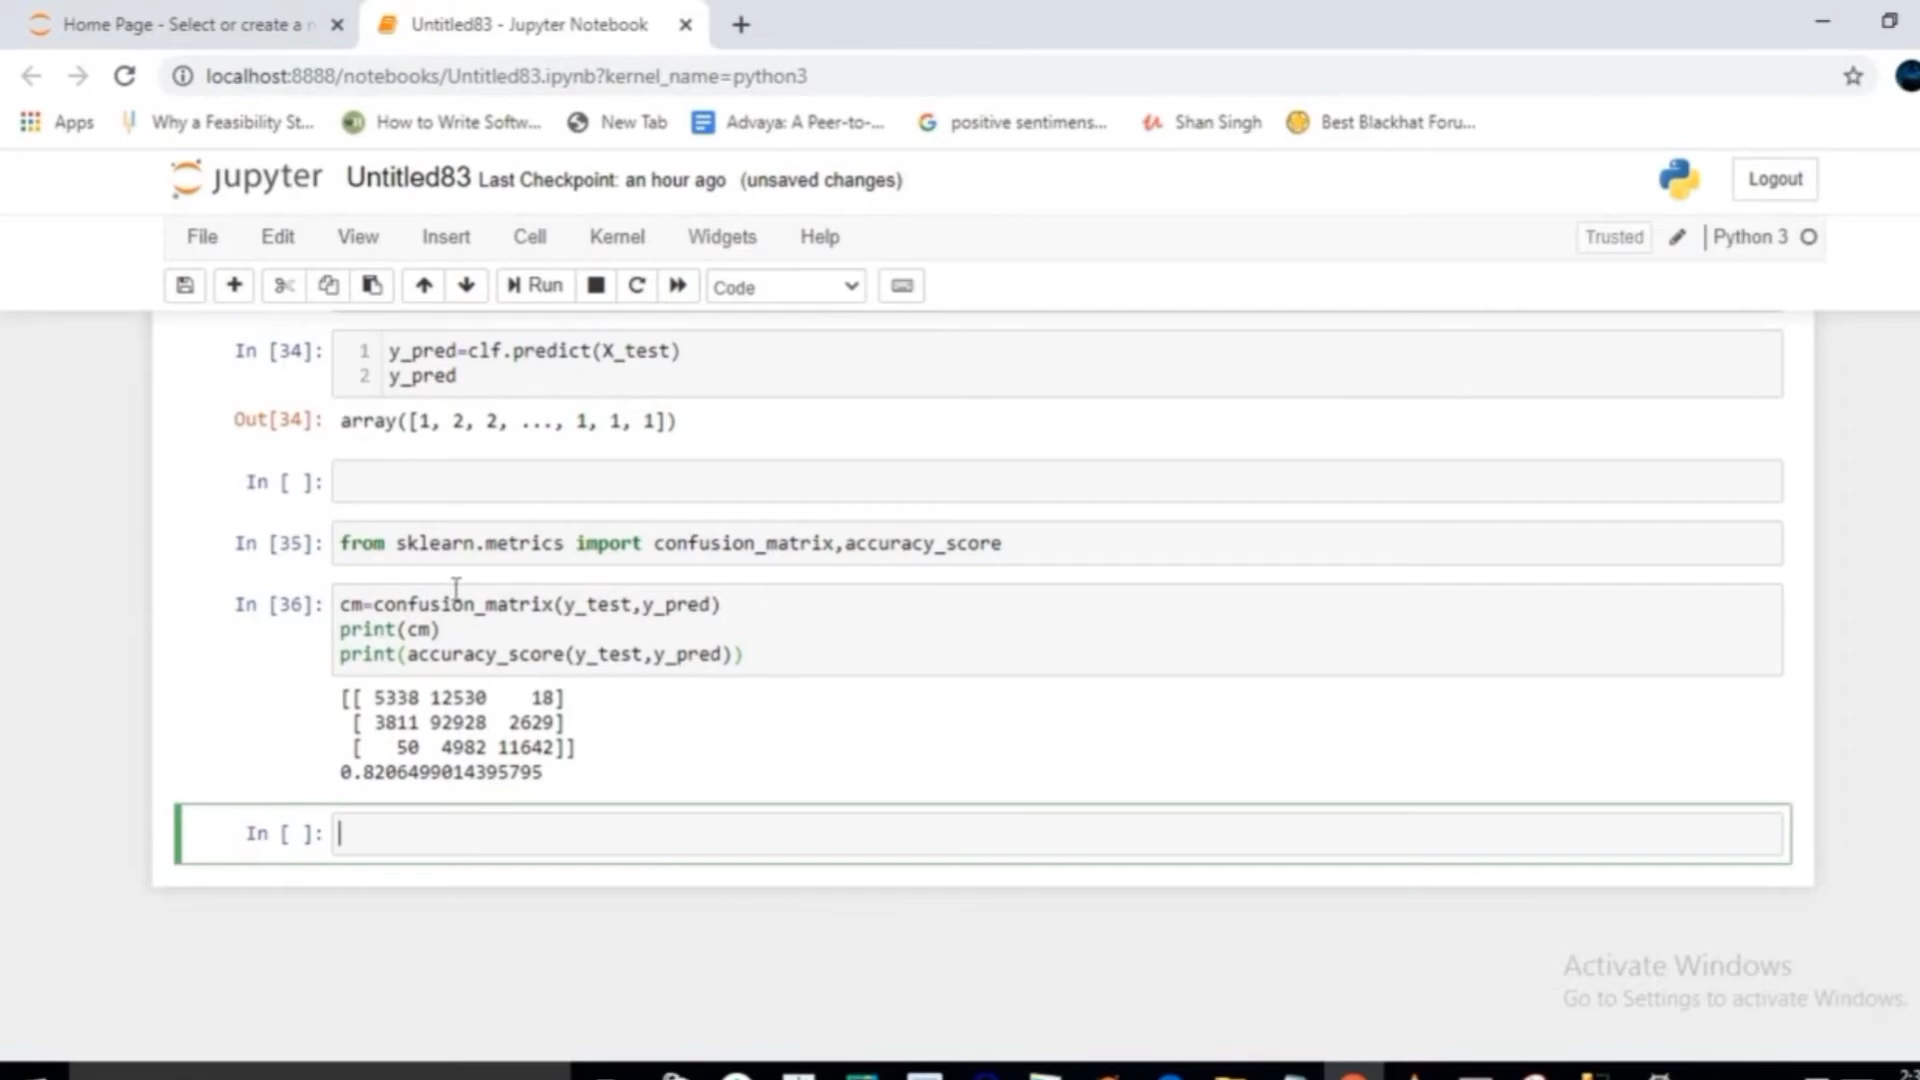 Home Page - Select or create a n
Untitled83 - Jupyter Notebook
localhost:8888/notebooks/Untitled83.ipynb?kernel_name=python3
Apps Why a Feasibility St... How to Write Softw... New Tab Advaya: A Peer-to-... positive sentimens... Shan Singh Best Blackhat Foru...
jupyter Untitled83 Last Checkpoint: an hour ago (unsaved changes) Logout
File Edit View Insert Cell Kernel Widgets Help Trusted Python 3
Run Code
In [34]: 1 y_pred=clf.predict(X_test)
2 y_pred
Out[34]: array([1, 2, 2, ..., 1, 1, 1])
In [ ]:
In [35]: from sklearn.metrics import confusion_matrix,accuracy_score
In [36]: cm=confusion_matrix(y_test,y_pred)
print(cm)
print(accuracy_score(y_test,y_pred))
[[ 5338 12530    18]
[ 3811 92928  2629]
[   50  4982 11642]]
0.8206499014395795
In [ ]:
Activate Windows
Go to Settings to activate Windows.